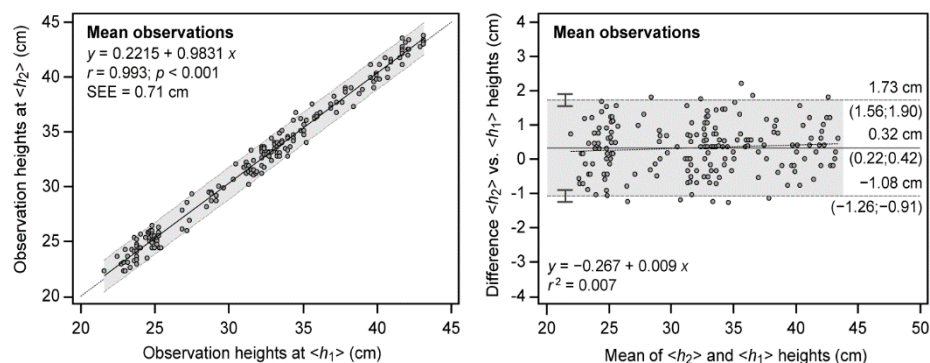 Mean observations
y = 0.2215 + 0.9831 x
r = 0.993; p < 0.001
SEE = 0.71 cm
Observation heights at <h2> (cm)
45
40
35
30
25
20
20 25 30 35 40 45
Observation heights at <h1> (cm)
Mean observations
Difference <h2> vs. <h1> heights (cm)
4
3
2
1
0
-1
-2
-3
-4
1.73 cm
(1.56;1.90)
0.32 cm
(0.22;0.42)
−1.08 cm
(−1.26;−0.91)
y = −0.267 + 0.009 x
r² = 0.007
20 25 30 35 40 45 50
Mean of <h2> and <h1> heights (cm)